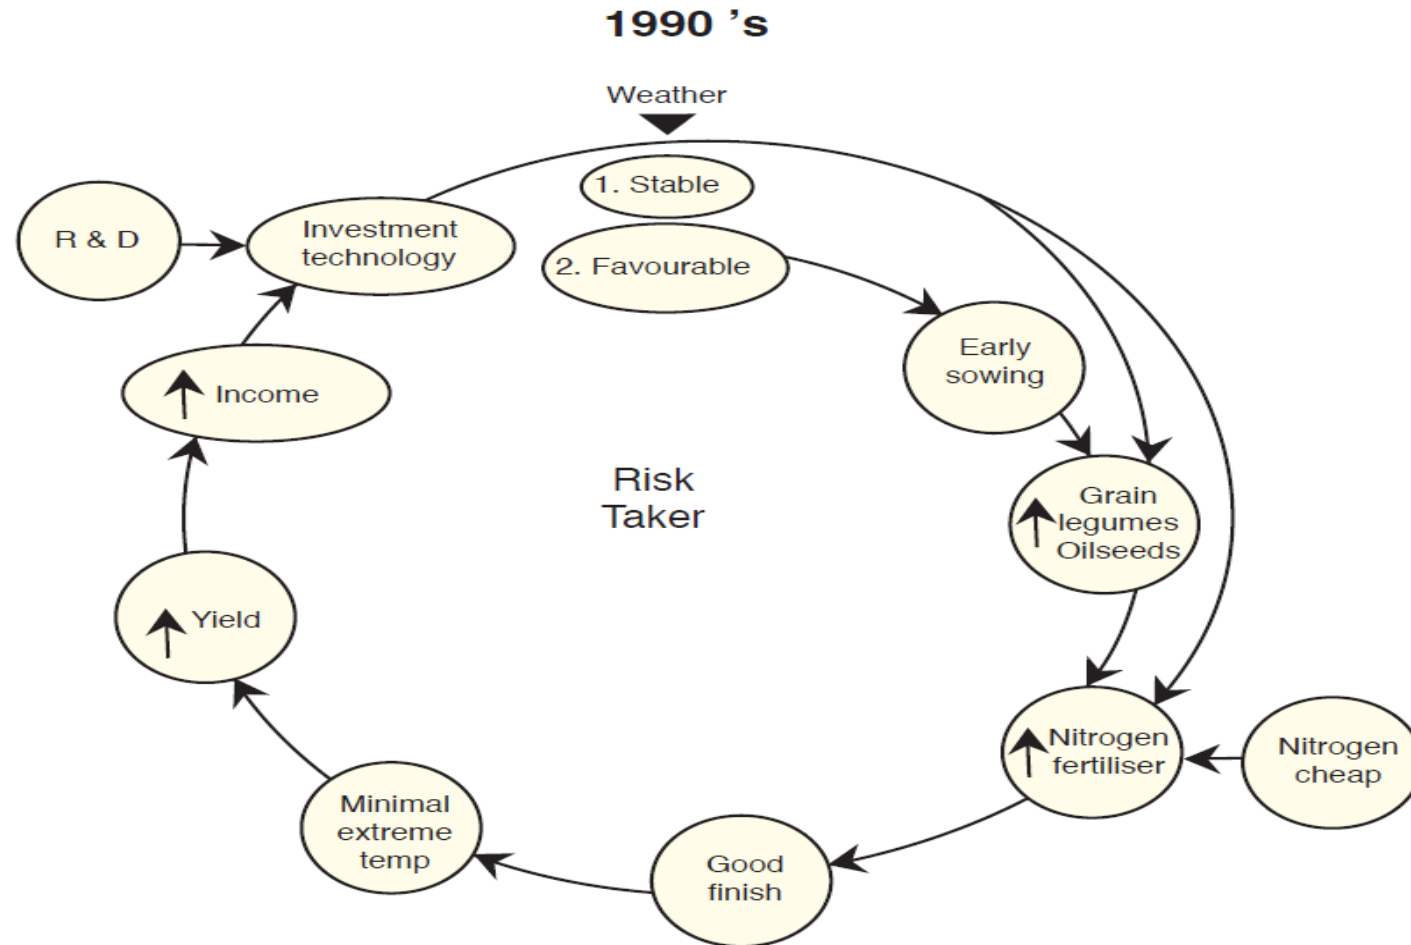 1990 's
Weather
1. Stable
2. Favourable
R & D
Investment
technology
Early
sowing
Income
Risk
Taker
Grain
legumes
Oilseeds
Yield
Nitrogen
fertiliser
Nitrogen
cheap
Minimal
extreme
temp
Good
finish